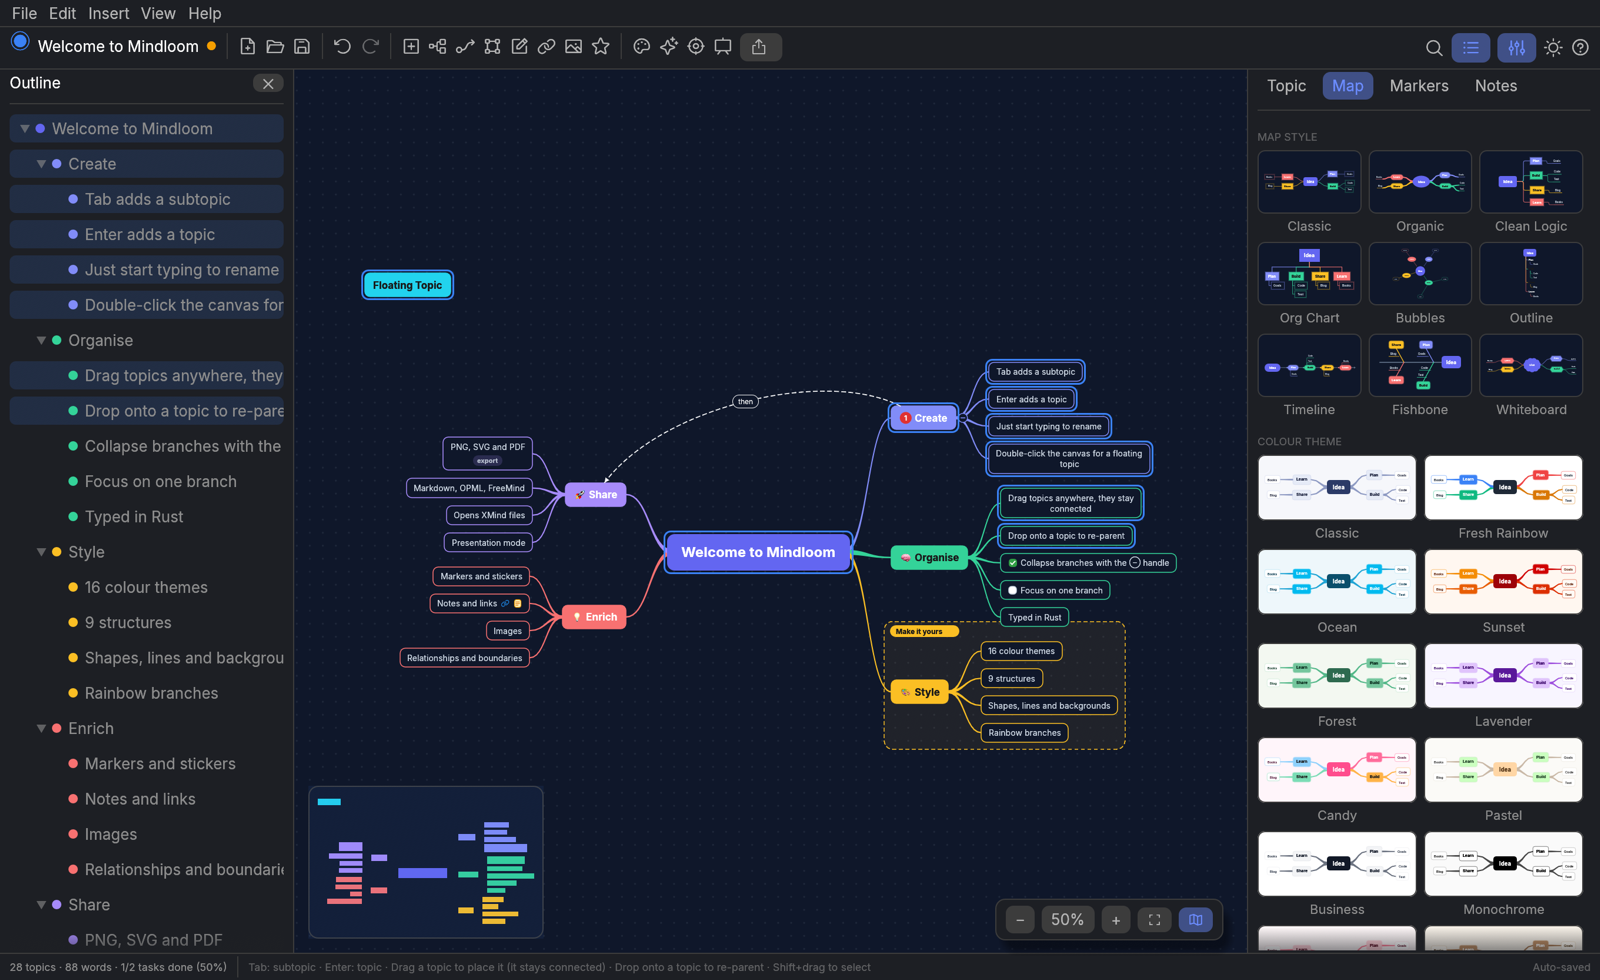 File Edit Insert View Help
Welcome to Mindloom
Outline
Welcome to Mindloom
Create
Tab adds a subtopic
Enter adds a topic
Just start typing to rename
Double-click the canvas for
Organise
Drag topics anywhere, they
Drop onto a topic to re-pare
Collapse branches with the
Focus on one branch
Typed in Rust
Style
16 colour themes
9 structures
Shapes, lines and backgrou
Rainbow branches
Enrich
Markers and stickers
Notes and links
Images
Relationships and boundarie
Share
PNG, SVG and PDF
Floating Topic
then
PNG, SVG and PDF
export
Markdown, OPML, FreeMind
Opens XMind files
Presentation mode
Share
Markers and stickers
Notes and links
Images
Relationships and boundaries
Enrich
Welcome to Mindloom
1 Create
Tab adds a subtopic
Enter adds a topic
Just start typing to rename
Double-click the canvas for a floating
topic
Organise
Drag topics anywhere, they stay
connected
Drop onto a topic to re-parent
Collapse branches with the − handle
Focus on one branch
Typed in Rust
Make it yours
Style
16 colour themes
9 structures
Shapes, lines and backgrounds
Rainbow branches
− 50% +
Topic Map Markers Notes
MAP STYLE
Classic Organic Clean Logic
Org Chart Bubbles Outline
Timeline Fishbone Whiteboard
COLOUR THEME
Classic Fresh Rainbow
Ocean Sunset
Forest Lavender
Candy Pastel
Business Monochrome
28 topics · 88 words · 1/2 tasks done (50%)
Tab: subtopic · Enter: topic · Drag a topic to place it (it stays connected) · Drop onto a topic to re-parent · Shift+drag to select
Auto-saved